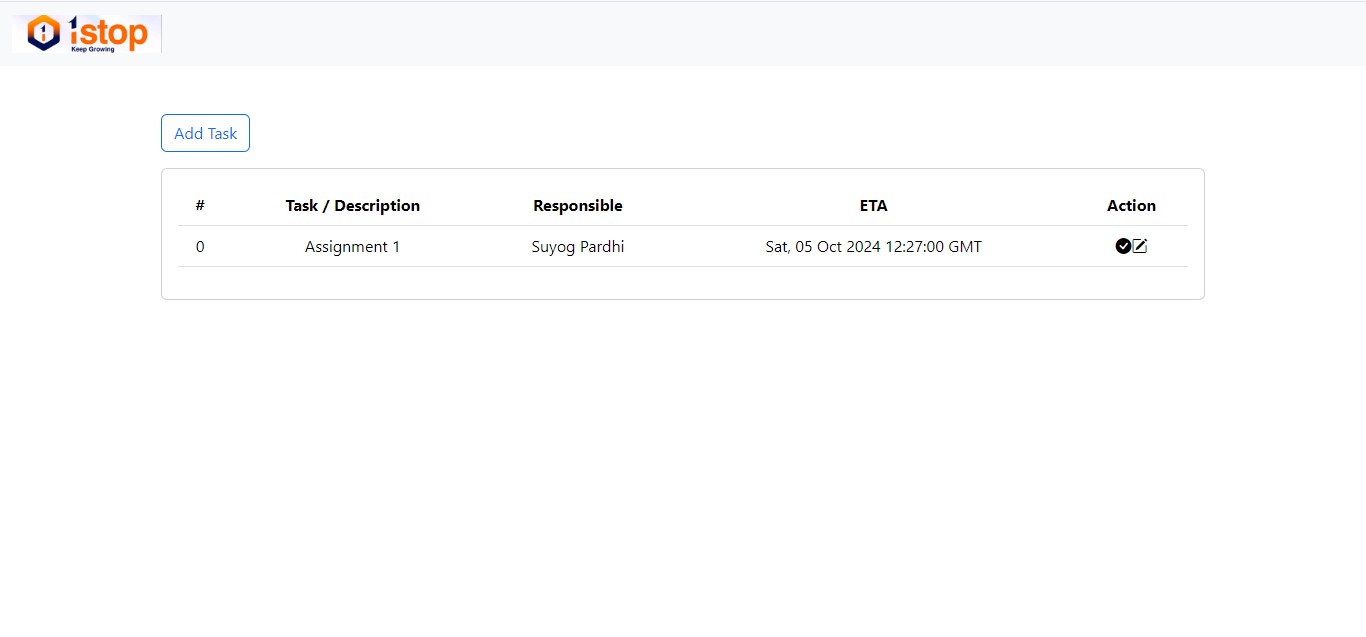 1stop
Keep Growing
Add Task
# Task / Description Responsible ETA Action
0 Assignment 1 Suyog Pardhi Sat, 05 Oct 2024 12:27:00 GMT